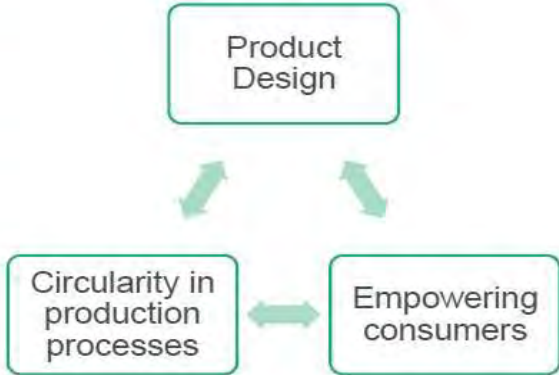 Product
Design
Circularity in
production
processes
Empowering
consumers